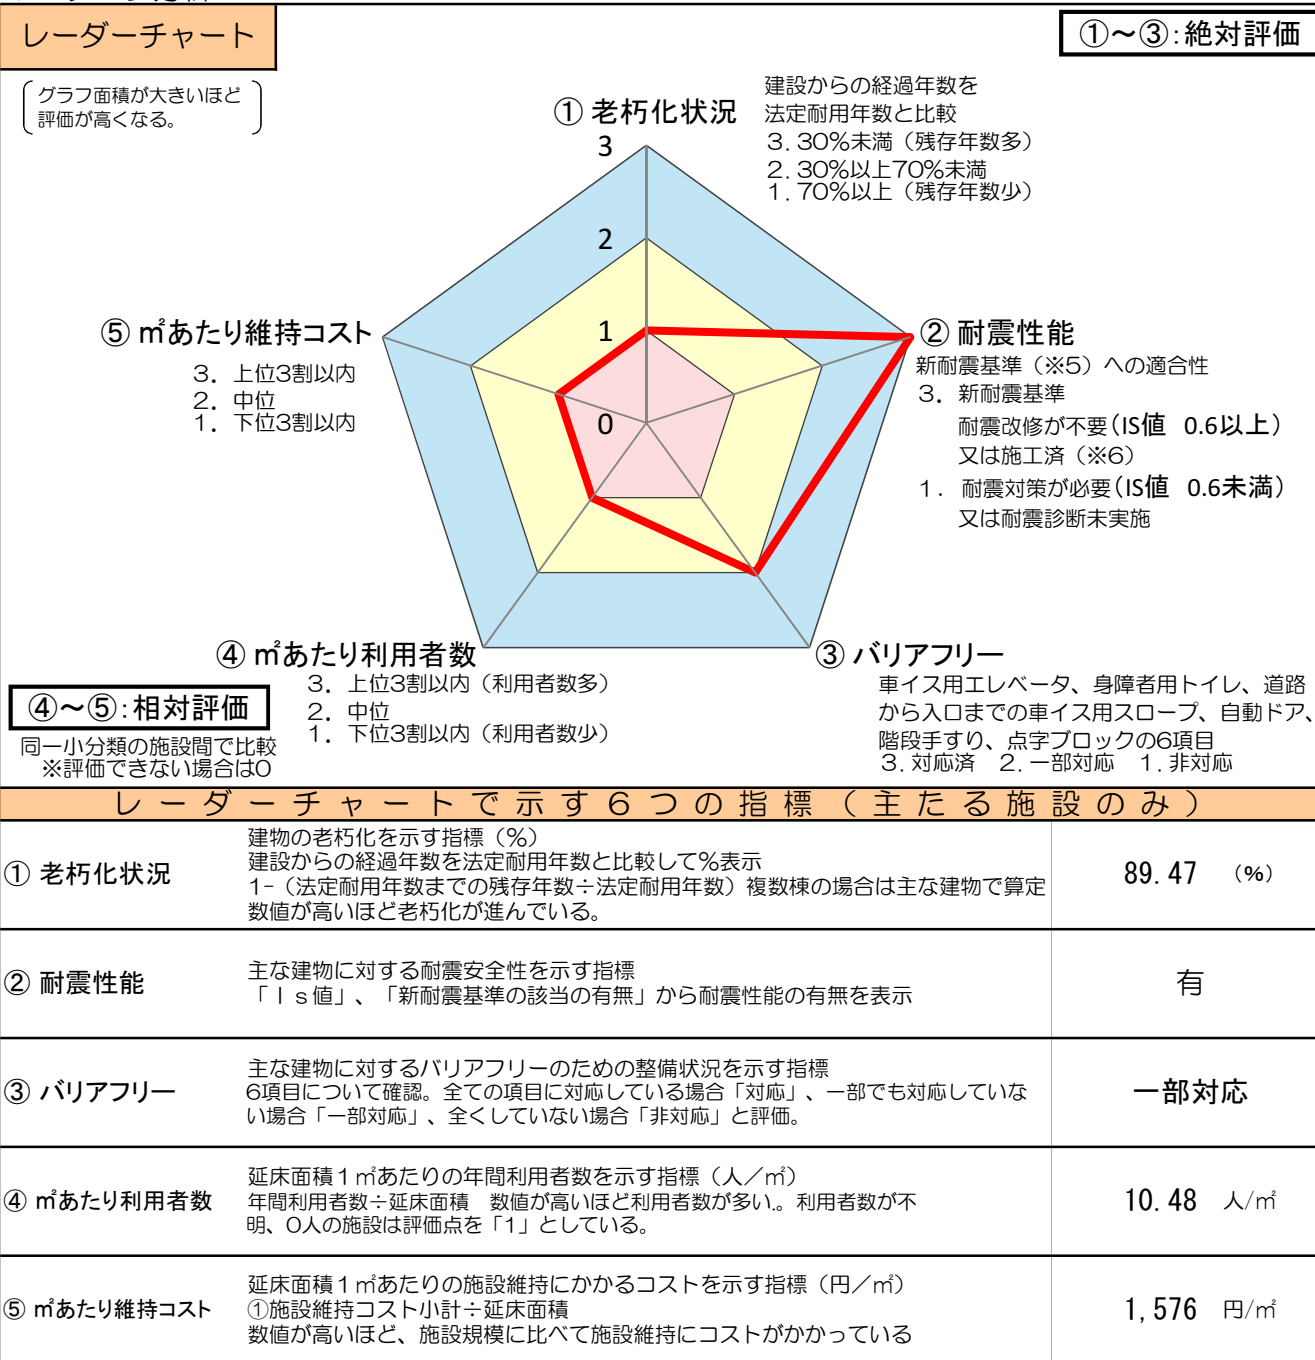 レーダーチャート
①～③:絶対評価
グラフ面積が大きいほど
評価が高くなる。
① 老朽化状況
建設からの経過年数を
法定耐用年数と比較
3. 30%未満（残存年数多）
2. 30%以上70%未満
1. 70%以上（残存年数少）
3
2
1
0
⑤ ㎡あたり維持コスト
3. 上位3割以内
2. 中位
1. 下位3割以内
② 耐震性能
新耐震基準（※5）への適合性
3. 新耐震基準
耐震改修が不要(IS値 0.6以上)
又は施工済（※6）
1. 耐震対策が必要(IS値 0.6未満)
又は耐震診断未実施
④ ㎡あたり利用者数
3. 上位3割以内（利用者数多）
2. 中位
1. 下位3割以内（利用者数少）
③ バリアフリー
車イス用エレベータ、身障者用トイレ、道路
から入口までの車イス用スロープ、自動ドア、
階段手すり、点字ブロックの6項目
3. 対応済 2. 一部対応 1. 非対応
④～⑤:相対評価
同一小分類の施設間で比較
※評価できない場合は0
レーダーチャートで示す6つの指標（主たる施設のみ）
① 老朽化状況
建物の老朽化を示す指標（%）
建設からの経過年数を法定耐用年数と比較して%表示
1-（法定耐用年数までの残存年数÷法定耐用年数）複数棟の場合は主な建物で算定
数値が高いほど老朽化が進んでいる。
89.47 （%）
② 耐震性能
主な建物に対する耐震安全性を示す指標
「Ｉｓ値」、「新耐震基準の該当の有無」から耐震性能の有無を表示
有
③ バリアフリー
主な建物に対するバリアフリーのための整備状況を示す指標
6項目について確認。全ての項目に対応している場合「対応」、一部でも対応していな
い場合「一部対応」、全くしていない場合「非対応」と評価。
一部対応
④ ㎡あたり利用者数
延床面積１㎡あたりの年間利用者数を示す指標（人／㎡）
年間利用者数÷延床面積 数値が高いほど利用者数が多い.。利用者数が不
明、0人の施設は評価点を「1」としている。
10.48 人/㎡
⑤ ㎡あたり維持コスト
延床面積１㎡あたりの施設維持にかかるコストを示す指標（円／㎡）
①施設維持コスト小計÷延床面積
数値が高いほど、施設規模に比べて施設維持にコストがかかっている
1,576 円/㎡